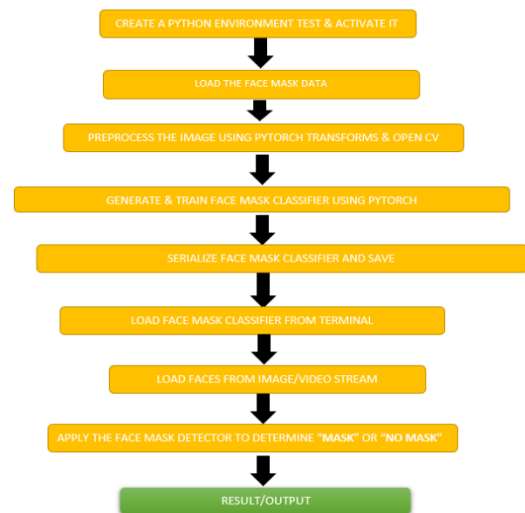 CREATE A PYTHON ENVIRONMENT TEST & ACTIVATE IT
LOAD THE FACE MASK DATA
PREPROCESS THE IMAGE USING PYTORCH TRANSFORMS & OPEN CV
GENERATE & TRAIN FACE MASK CLASSIFIER USING PYTORCH
SERIALIZE FACE MASK CLASSIFIER AND SAVE
LOAD FACE MASK CLASSIFIER FROM TERMINAL
LOAD FACES FROM IMAGE/VIDEO STREAM
APPLY THE FACE MASK DETECTOR TO DETERMINE “MASK” OR “NO MASK”
RESULT/OUTPUT